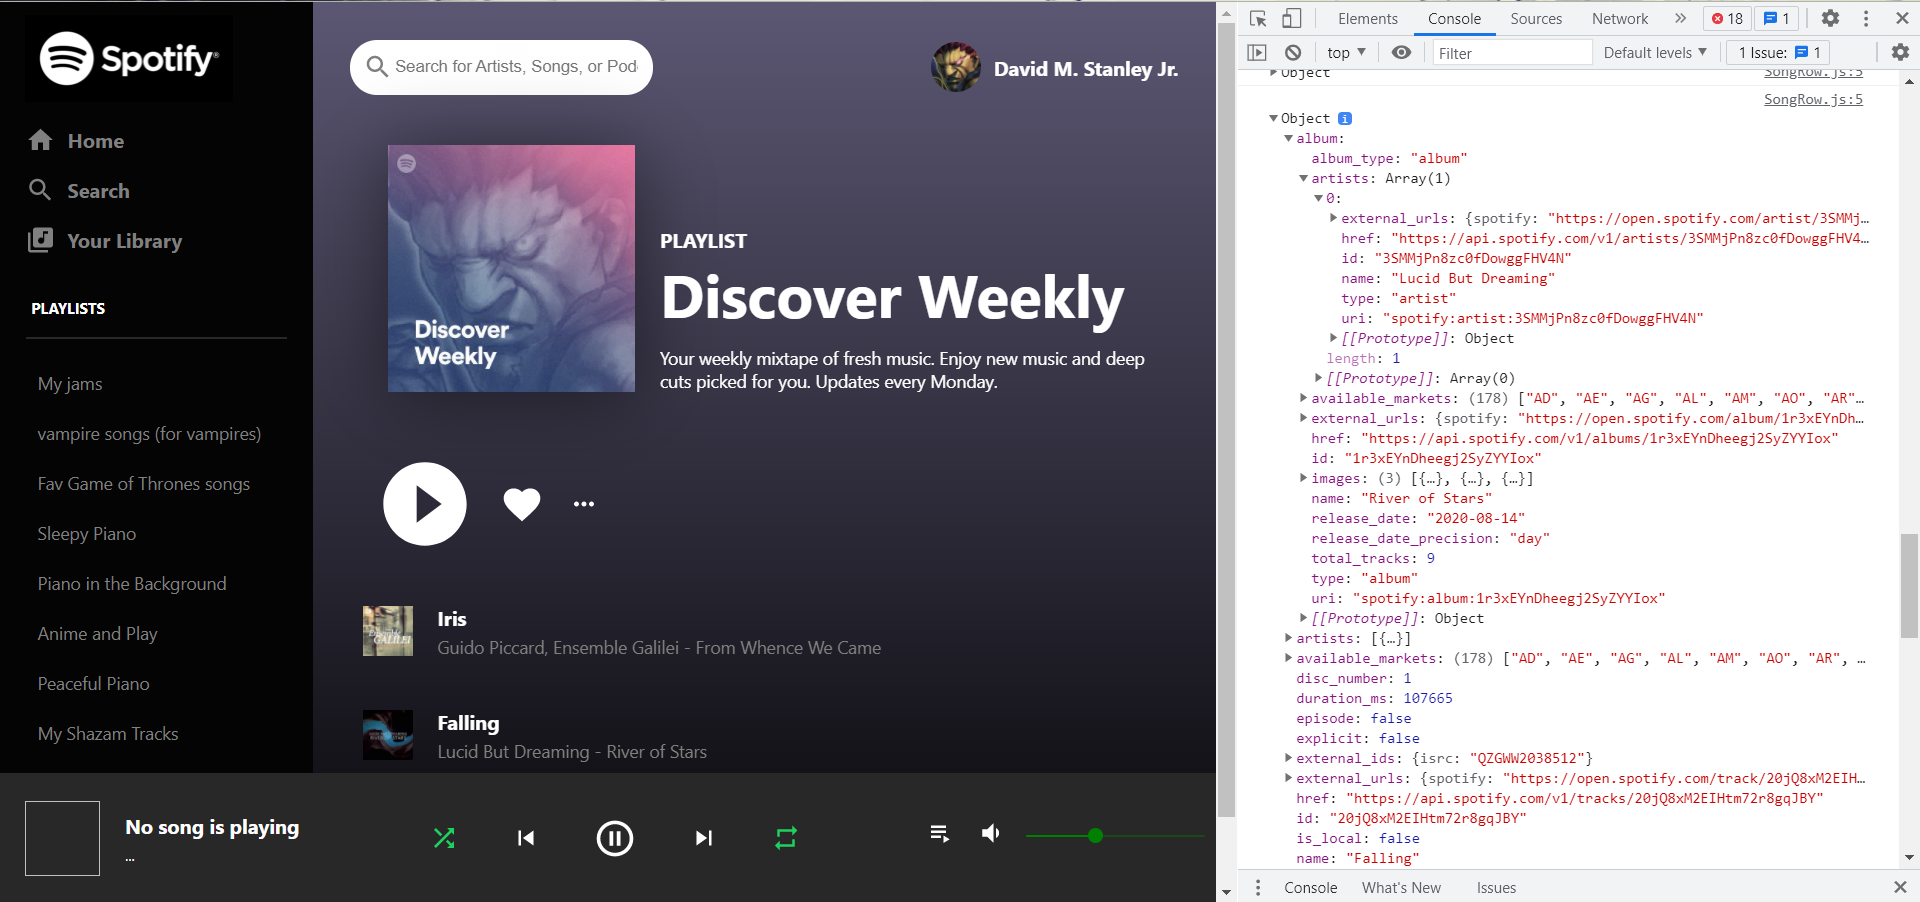 Spotify®
Home
Search
Your Library
PLAYLISTS
My jams
vampire songs (for vampires)
Fav Game of Thrones songs
Sleepy Piano
Piano in the Background
Anime and Play
Peaceful Piano
My Shazam Tracks
Search for Artists, Songs, or Pod
David M. Stanley Jr.
Discover
Weekly
PLAYLIST
Discover Weekly
Your weekly mixtape of fresh music. Enjoy new music and deep
cuts picked for you. Updates every Monday.
Iris
Guido Piccard, Ensemble Galilei - From Whence We Came
Falling
Lucid But Dreaming - River of Stars
No song is playing
...
Elements Console Sources Network » 18 1
top Filter Default levels 1 Issue: 1
Object SongRow.js:5
SongRow.js:5
Object i
album:
album_type: "album"
artists: Array(1)
0:
external_urls: {spotify: "https://open.spotify.com/artist/3SMMj…
href: "https://api.spotify.com/v1/artists/3SMMjPn8zc0fDowggFHV4…
id: "3SMMjPn8zc0fDowggFHV4N"
name: "Lucid But Dreaming"
type: "artist"
uri: "spotify:artist:3SMMjPn8zc0fDowggFHV4N"
[[Prototype]]: Object
length: 1
[[Prototype]]: Array(0)
available_markets: (178) ["AD", "AE", "AG", "AL", "AM", "AO", "AR"…
external_urls: {spotify: "https://open.spotify.com/album/1r3xEYnDh…
href: "https://api.spotify.com/v1/albums/1r3xEYnDheegj2SyZYYIox"
id: "1r3xEYnDheegj2SyZYYIox"
images: (3) [{…}, {…}, {…}]
name: "River of Stars"
release_date: "2020-08-14"
release_date_precision: "day"
total_tracks: 9
type: "album"
uri: "spotify:album:1r3xEYnDheegj2SyZYYIox"
[[Prototype]]: Object
artists: [{…}]
available_markets: (178) ["AD", "AE", "AG", "AL", "AM", "AO", "AR", …
disc_number: 1
duration_ms: 107665
episode: false
explicit: false
external_ids: {isrc: "QZGWW2038512"}
external_urls: {spotify: "https://open.spotify.com/track/20jQ8xM2EIH…
href: "https://api.spotify.com/v1/tracks/20jQ8xM2EIHtm72r8gqJBY"
id: "20jQ8xM2EIHtm72r8gqJBY"
is_local: false
name: "Falling"
Console What's New Issues